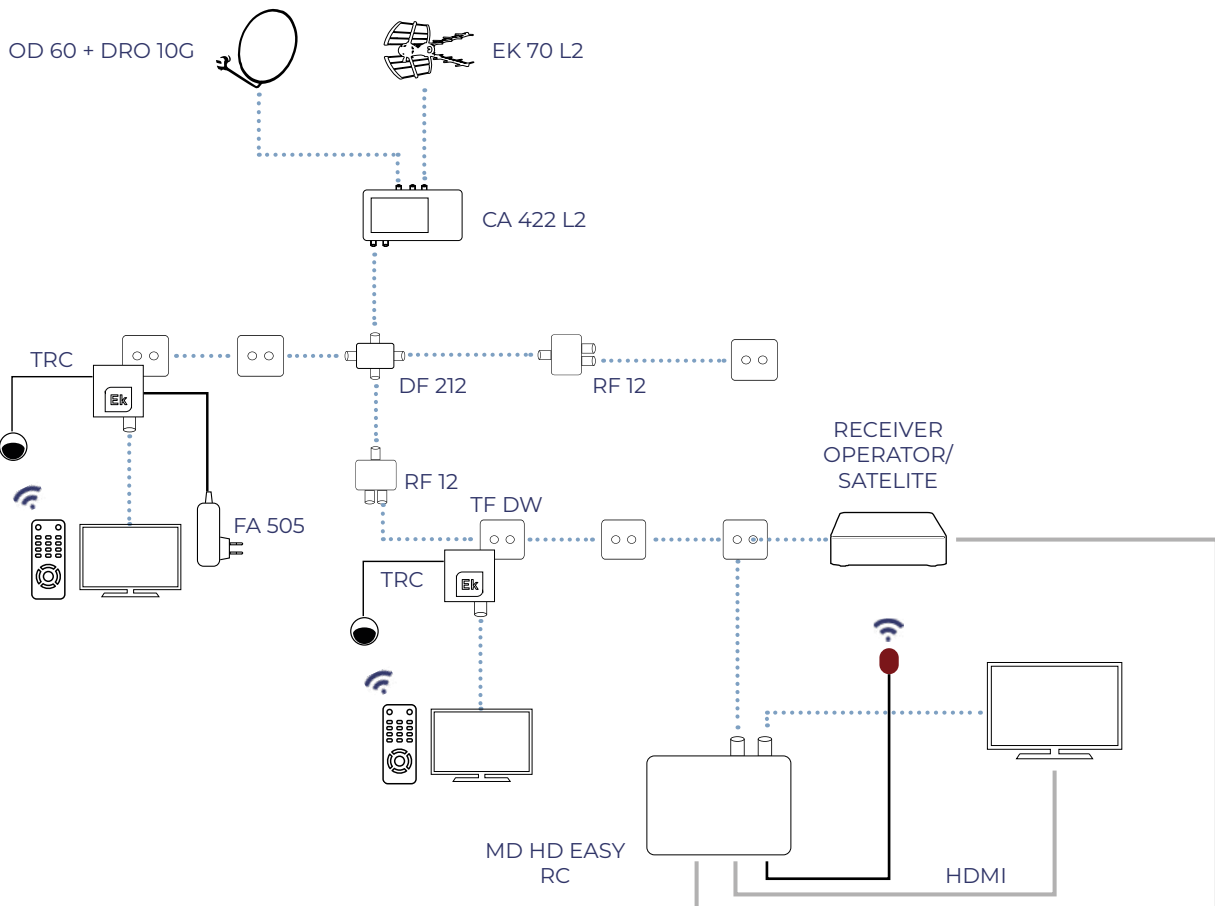 OD 60 + DRO 10G
EK 70 L2
CA 422 L2
TRC
Ek
DF 212
RF 12
RECEIVER
OPERATOR/
SATELITE
RF 12
TF DW
FA 505
TRC
Ek
MD HD EASY
RC
HDMI